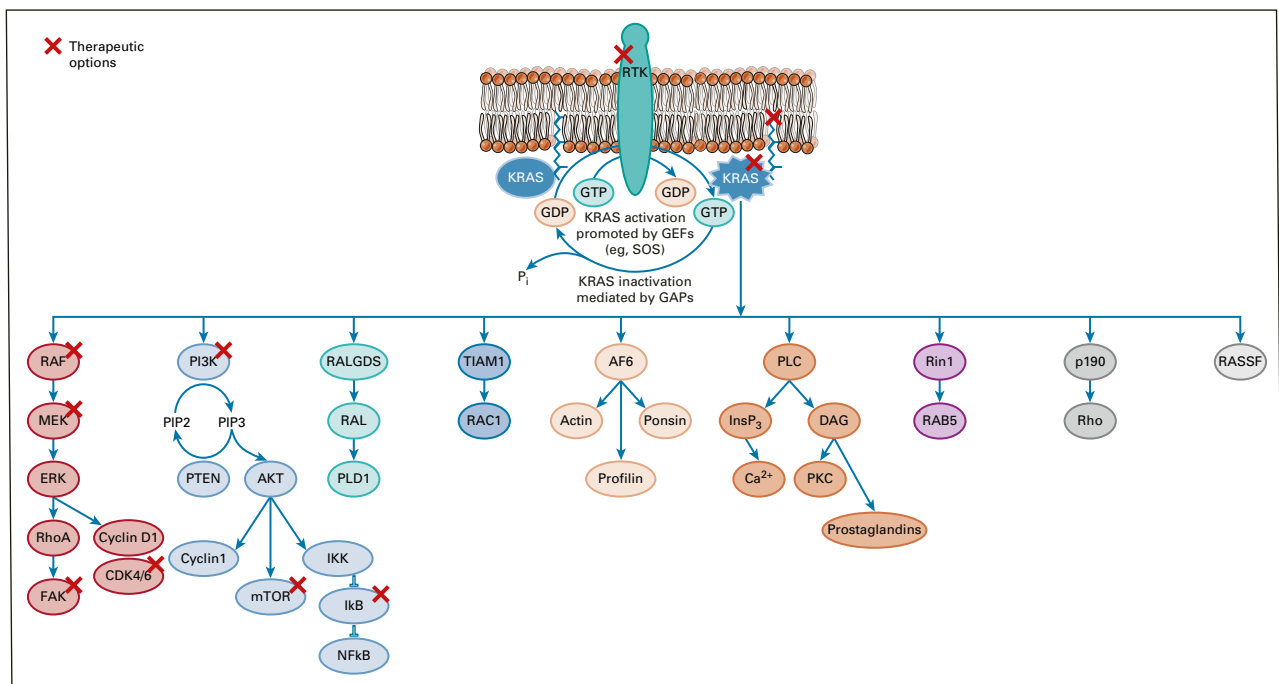 Therapeutic
options
RTK
KRAS
KRAS
GTP
GDP
GDP
GTP
KRAS activation
promoted by GEFs
(eg, SOS)
Pi
KRAS inactivation
mediated by GAPs
RAF
PI3K
RALGDS
TIAM1
AF6
PLC
Rin1
p190
RASSF
MEK
PIP2
PIP3
RAL
RAC1
Actin
Ponsin
InsP3
DAG
RAB5
Rho
ERK
PTEN
AKT
PLD1
Profilin
Ca2+
PKC
RhoA
Cyclin D1
Prostaglandins
Cyclin1
IKK
CDK4/6
FAK
mTOR
IkB
NFkB